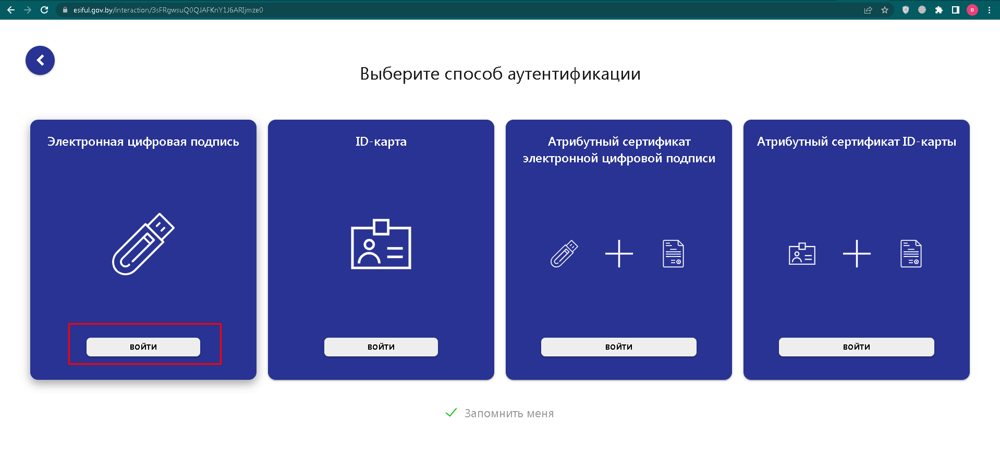 esiful.gov.by/interaction/3sFRgwsuQ0QJAFKnY1J6ARIjmze0
B
Выберите способ аутентификации
Электронная цифровая подпись
ВОЙТИ
ID-карта
ВОЙТИ
Атрибутный сертификат
электронной цифровой подписи
ВОЙТИ
Атрибутный сертификат ID-карты
ВОЙТИ
Запомнить меня